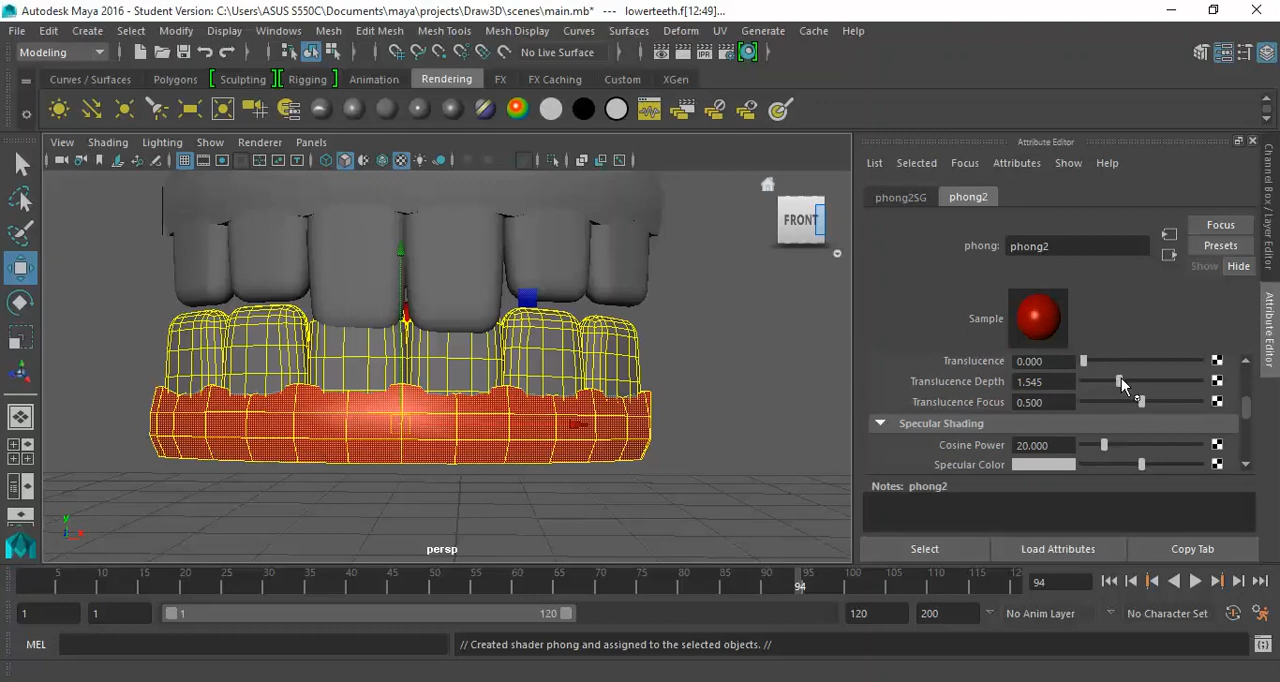 Autodesk Maya 2016 - Student Version: C:\Users\ASUS S550C\Documents\maya\projects\Draw3D\scenes\main.mb* --- lowerteeth.f[12:49]...
File Edit Create Select Modify Display Windows Mesh Edit Mesh Mesh Tools Mesh Display Curves Surfaces Deform UV Generate Cache Help
Modeling No Live Surface IPR
Curves / Surfaces Polygons Sculpting Rigging Animation Rendering FX FX Caching Custom XGen
View Shading Lighting Show Renderer Panels
FRONT
persp
y
x
Attribute Editor
List Selected Focus Attributes Show Help
phong2SG phong2
Focus
phong: phong2 Presets
Show Hide
Sample
Translucence 0.000
Translucence Depth 1.545
Translucence Focus 0.500
Specular Shading
Cosine Power 20.000
Specular Color
Notes: phong2
Select Load Attributes Copy Tab
Channel Box / Layer Editor
Attribute Editor
5 10 15 20 25 30 35 40 45 50 55 60 65 70 75 80 85 90 95 100 105 110 115 12
94 94
1 1 1 120 120 200 No Anim Layer No Character Set
MEL // Created shader phong and assigned to the selected objects. //